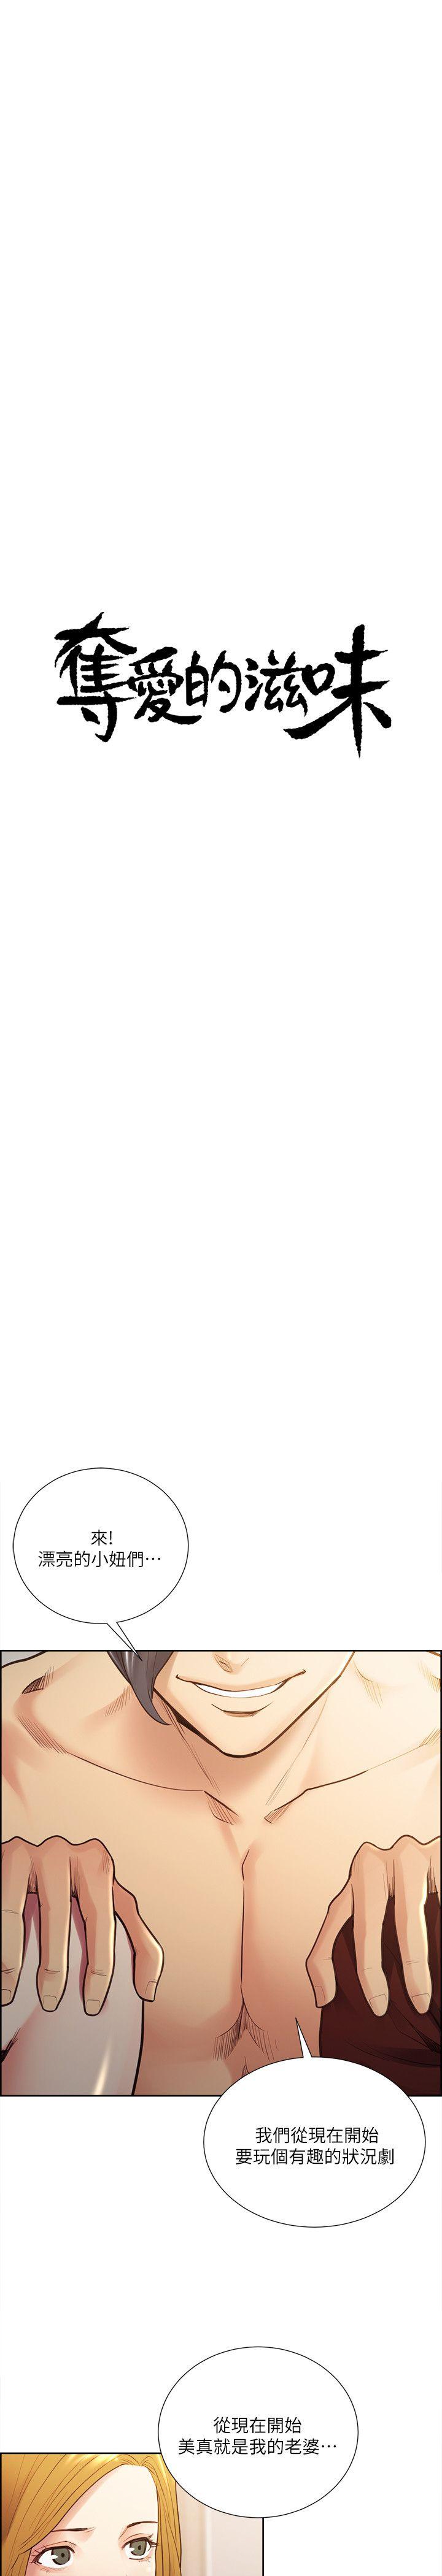 奪愛的滋味
來!
漂亮的小妞們⋯
我們從現在開始
要玩個有趣的狀況劇
從現在開始
美真就是我的老婆⋯